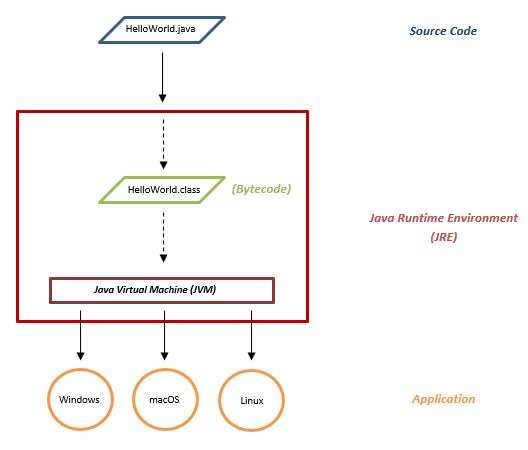 HelloWorld.java
Source Code
HelloWorld.class
(Bytecode)
Java Runtime Environment
(JRE)
Java Virtual Machine (JVM)
Windows
macOS
Linux
Application